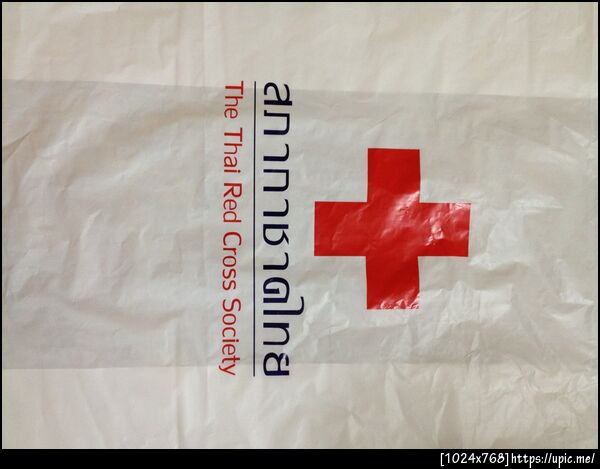 สภากาชาดไทย
The Thai Red Cross Society
[1024x768]https://upic.me/